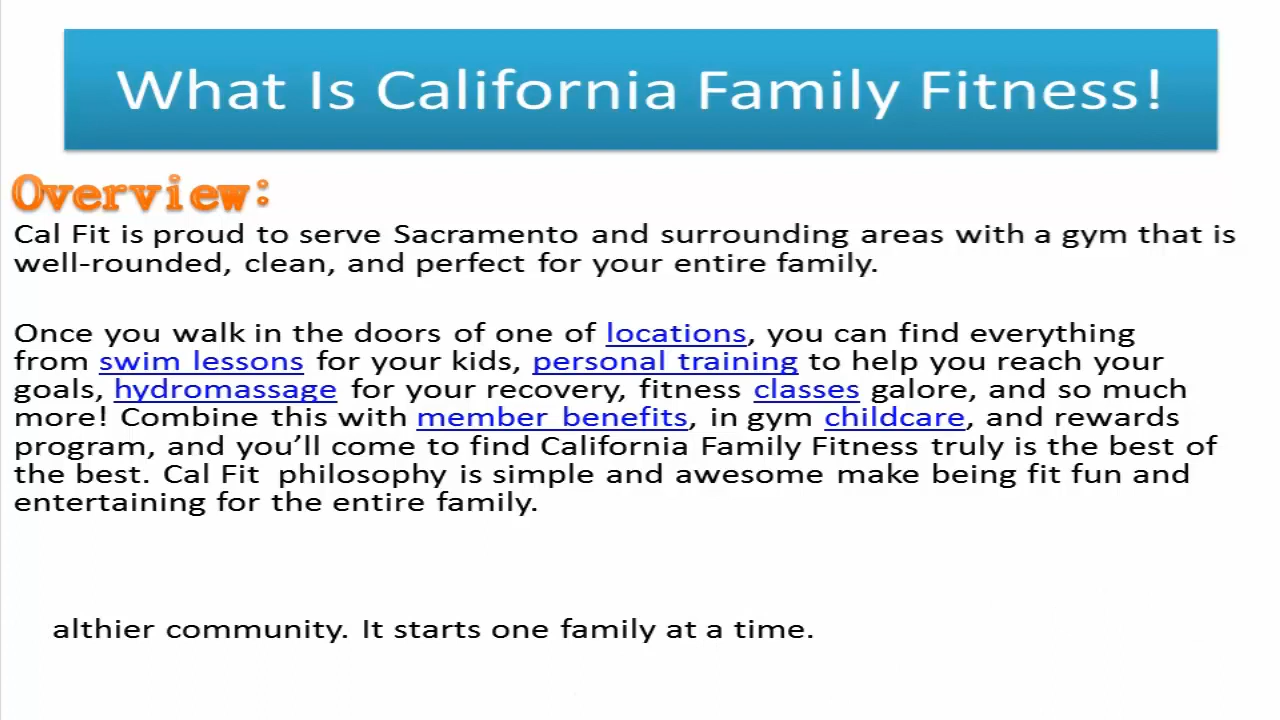 What Is California Family Fitness!
Overview:
Cal Fit is proud to serve Sacramento and surrounding areas with a gym that is
well-rounded, clean, and perfect for your entire family.
Once you walk in the doors of one of locations, you can find everything
from swim lessons for your kids, personal training to help you reach your
goals, hydromassage for your recovery, fitness classes galore, and so much
more! Combine this with member benefits, in gym childcare, and rewards
program, and you’ll come to find California Family Fitness truly is the best of
the best. Cal Fit  philosophy is simple and awesome make being fit fun and
entertaining for the entire family.
althier community. It starts one family at a time.